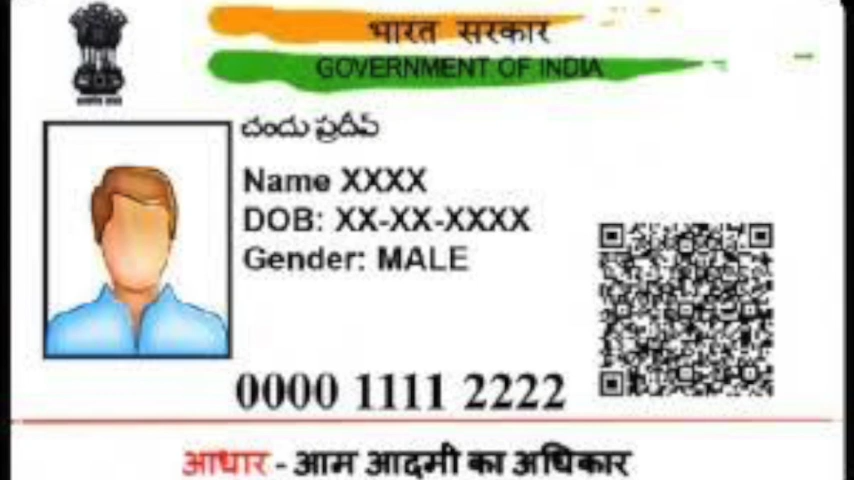 भारत सरकार
GOVERNMENT OF INDIA
చందు ప్రదీప్
Name XXXX
DOB: XX-XX-XXXX
Gender: MALE
0000 1111 2222
आधार - आम आदमी का अधिकार